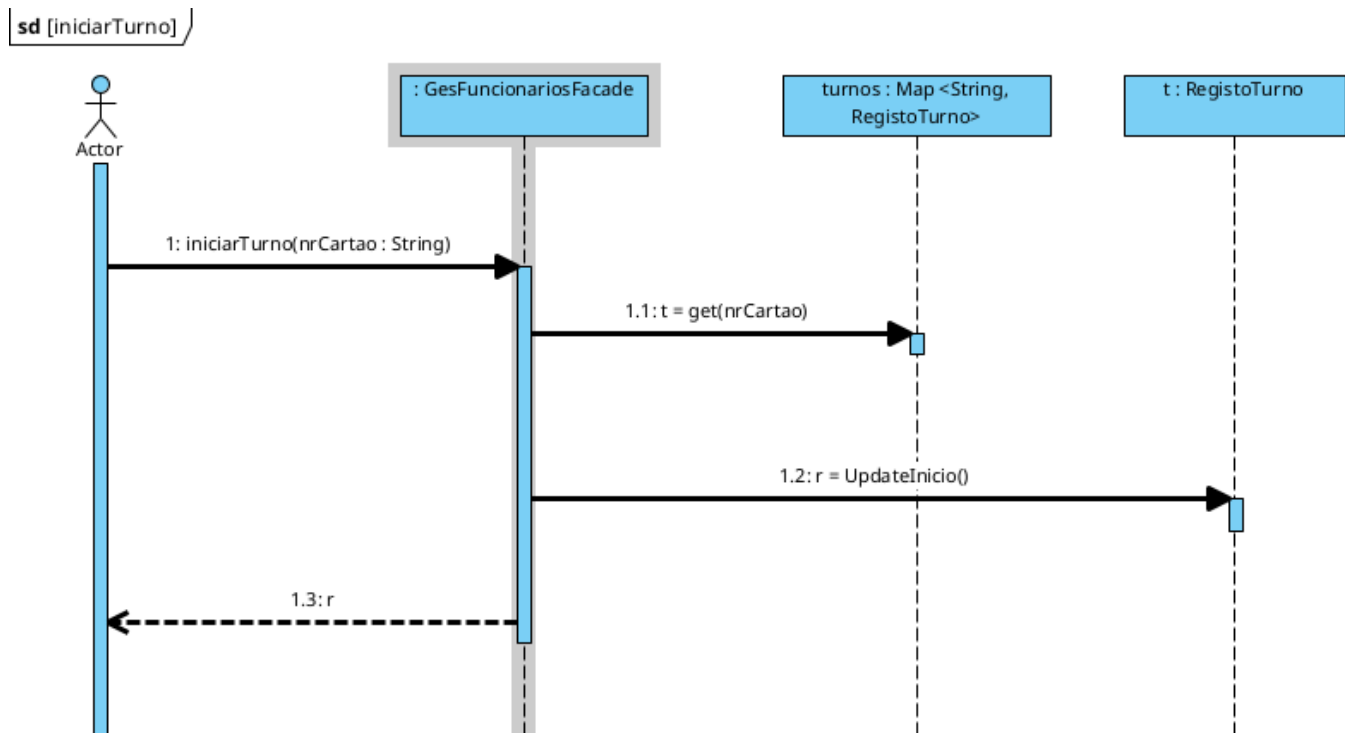 sd [iniciarTurno]
: GesFuncionariosFacade
turnos : Map <String,
RegistoTurno>
t : RegistoTurno
Actor
1: iniciarTurno(nrCartao : String)
1.1: t = get(nrCartao)
1.2: r = UpdateInicio()
1.3: r